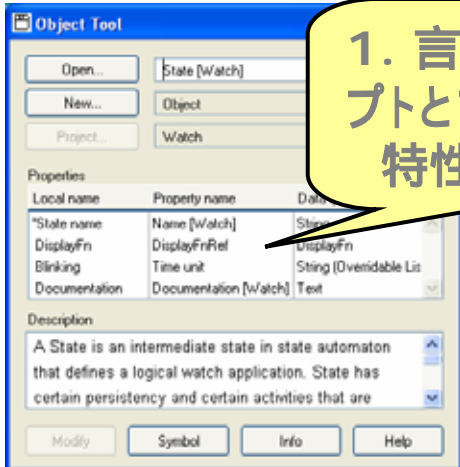 Object Tool
Open...
State [Watch]
New...
Object
Project...
Watch
1. 言
プトと
特性
Properties
Local name Property name
*State name Name [Watch] String
DisplayFn DisplayFnRef DisplayFn
Blinking Time unit String (Overridable Lis
Documentation Documentation [Watch] Text
Description
A State is an intermediate state in state automaton
that defines a logical watch application. State has
certain persistency and certain activities that are
Modify Symbol Info Help